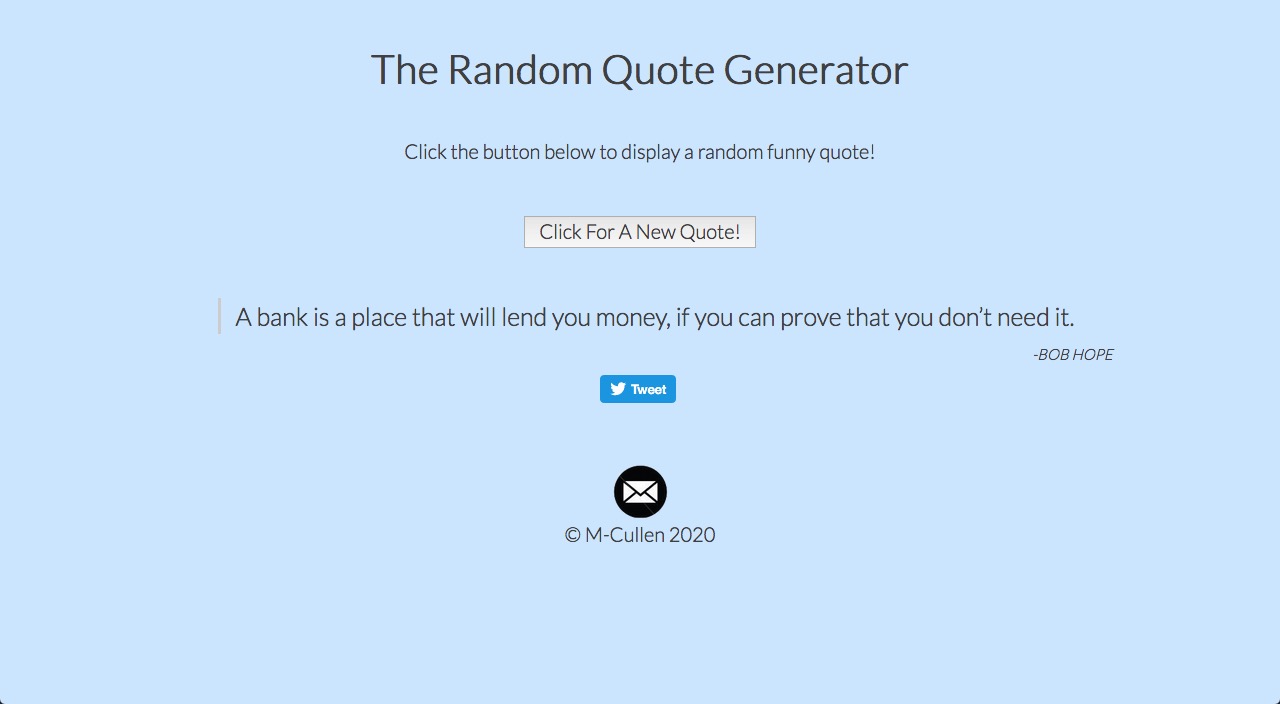 The Random Quote Generator
Click the button below to display a random funny quote!
Click For A New Quote!
A bank is a place that will lend you money, if you can prove that you don’t need it.
-BOB HOPE
Tweet
© M-Cullen 2020